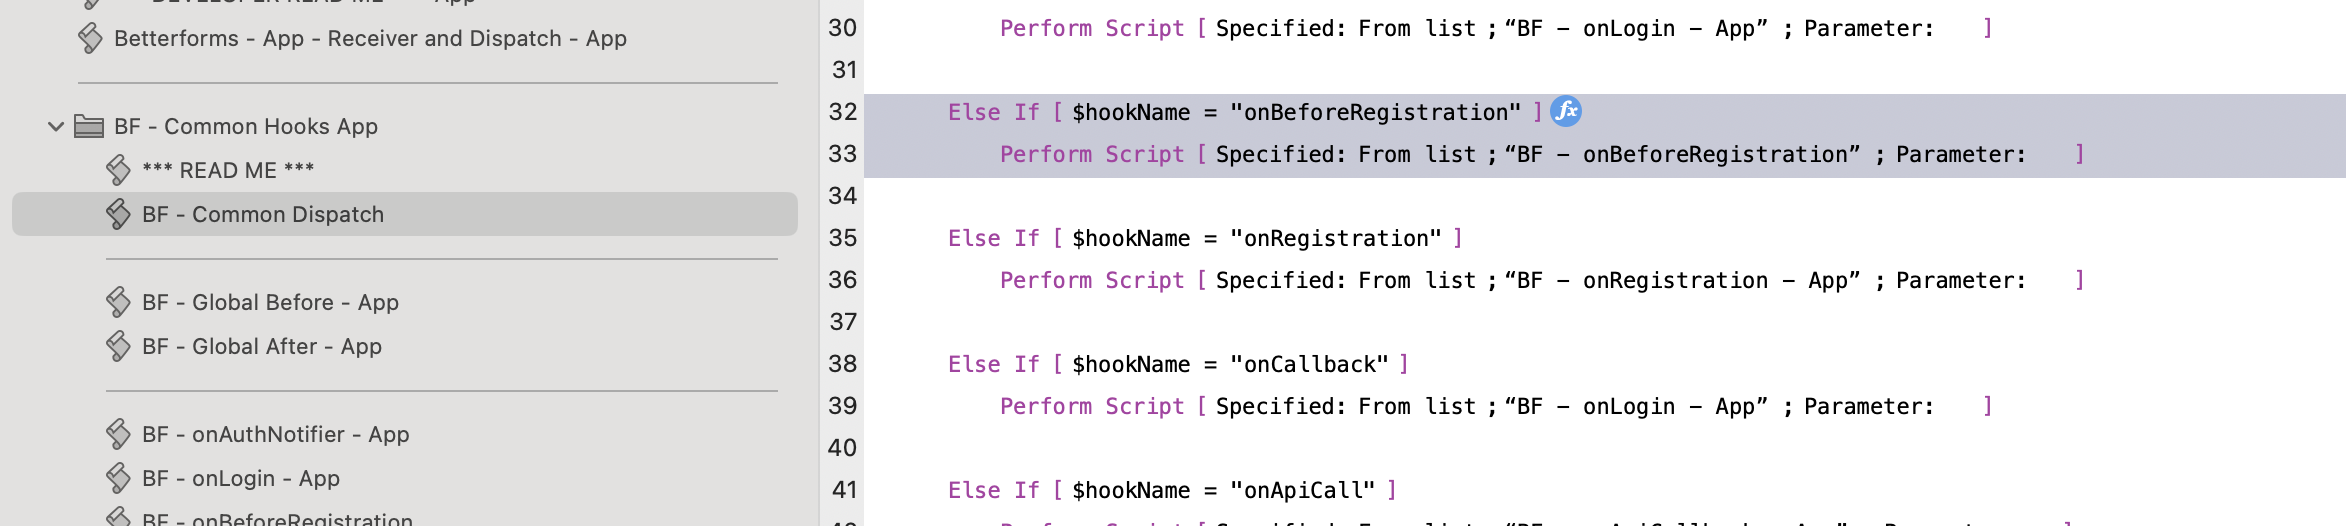 Betterforms - App - Receiver and Dispatch - App
BF - Common Hooks App
*** READ ME ***
BF - Common Dispatch
BF - Global Before - App
BF - Global After - App
BF - onAuthNotifier - App
BF - onLogin - App
BF - onBeforeRegistration
30 Perform Script [ Specified: From list ; “BF – onLogin – App” ; Parameter: ]
31
32 Else If [ $hookName = "onBeforeRegistration" ] fx
33 Perform Script [ Specified: From list ; “BF – onBeforeRegistration” ; Parameter: ]
34
35 Else If [ $hookName = "onRegistration" ]
36 Perform Script [ Specified: From list ; “BF – onRegistration – App” ; Parameter: ]
37
38 Else If [ $hookName = "onCallback" ]
39 Perform Script [ Specified: From list ; “BF – onLogin – App” ; Parameter: ]
40
41 Else If [ $hookName = "onApiCall" ]